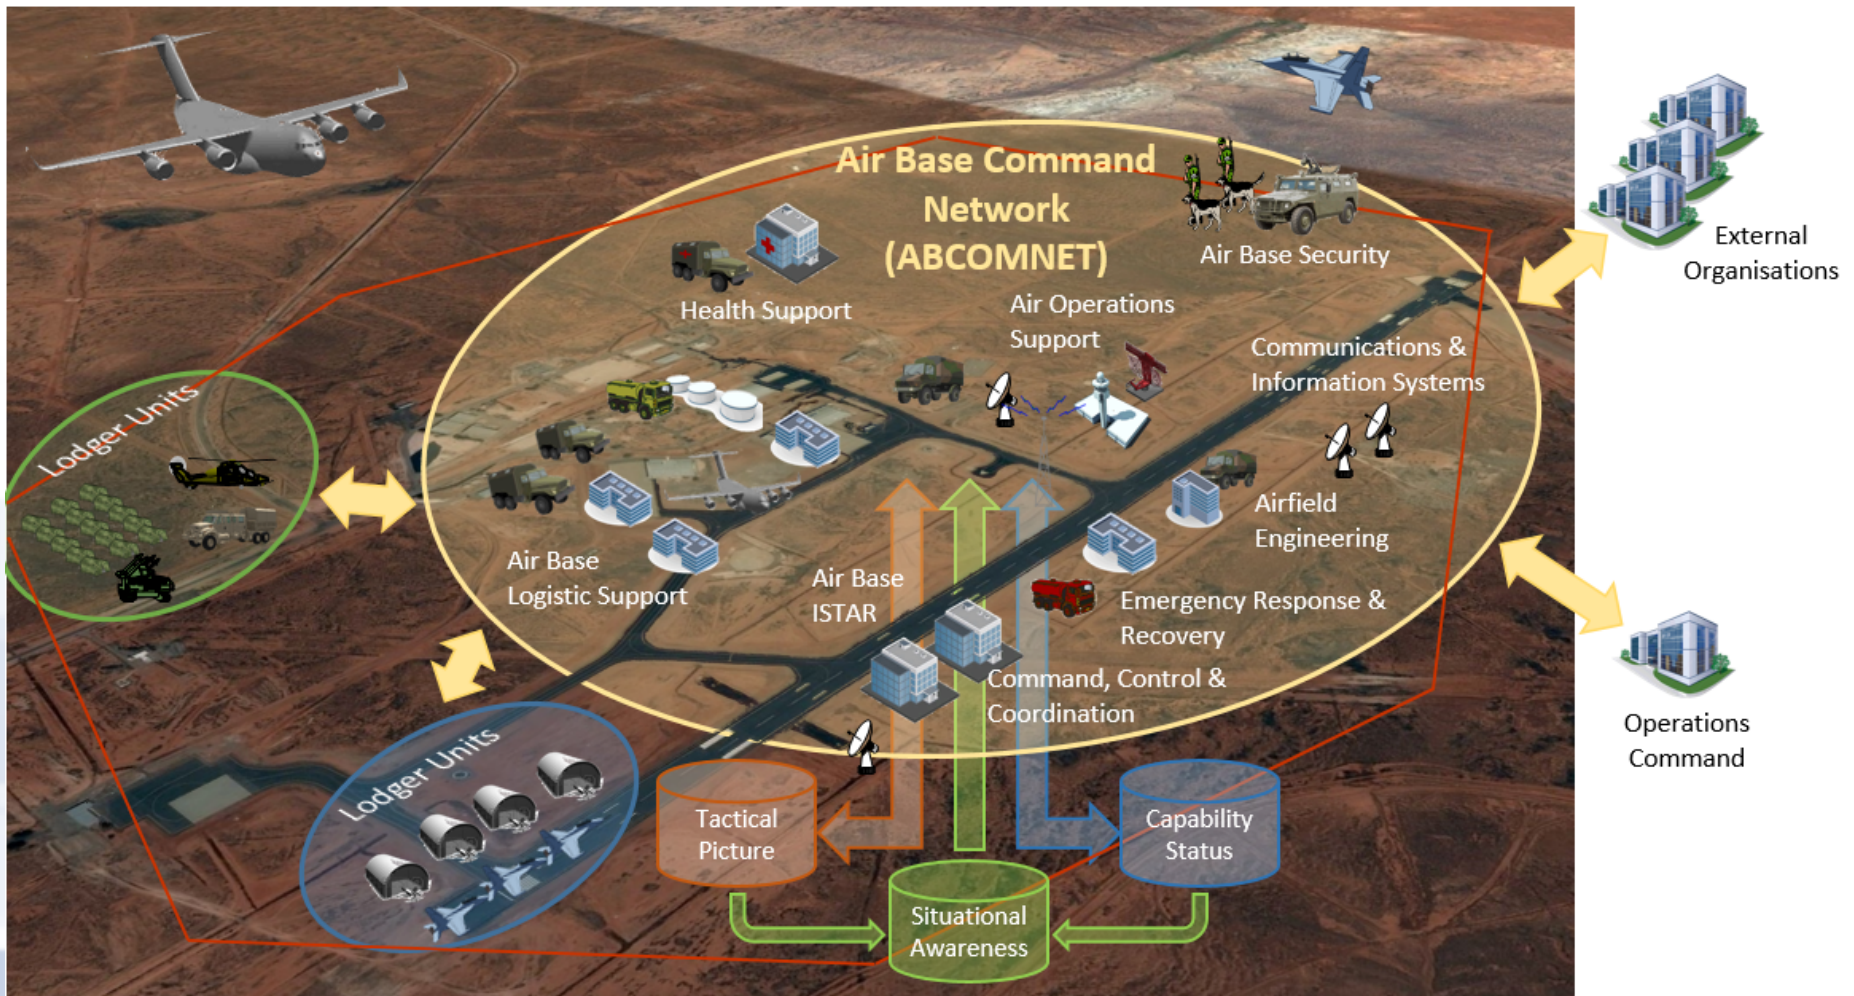 Air Base Command
Network
(ABCOMNET)
Air Base Security
External
Organisations
Health Support
Air Operations
Support
Communications &
Information Systems
Lodger Units
Airfield
Engineering
Air Base
Logistic Support
Air Base
ISTAR
Emergency Response &
Recovery
Command, Control &
Coordination
Operations
Command
Lodger Units
Tactical
Picture
Capability
Status
Situational
Awareness